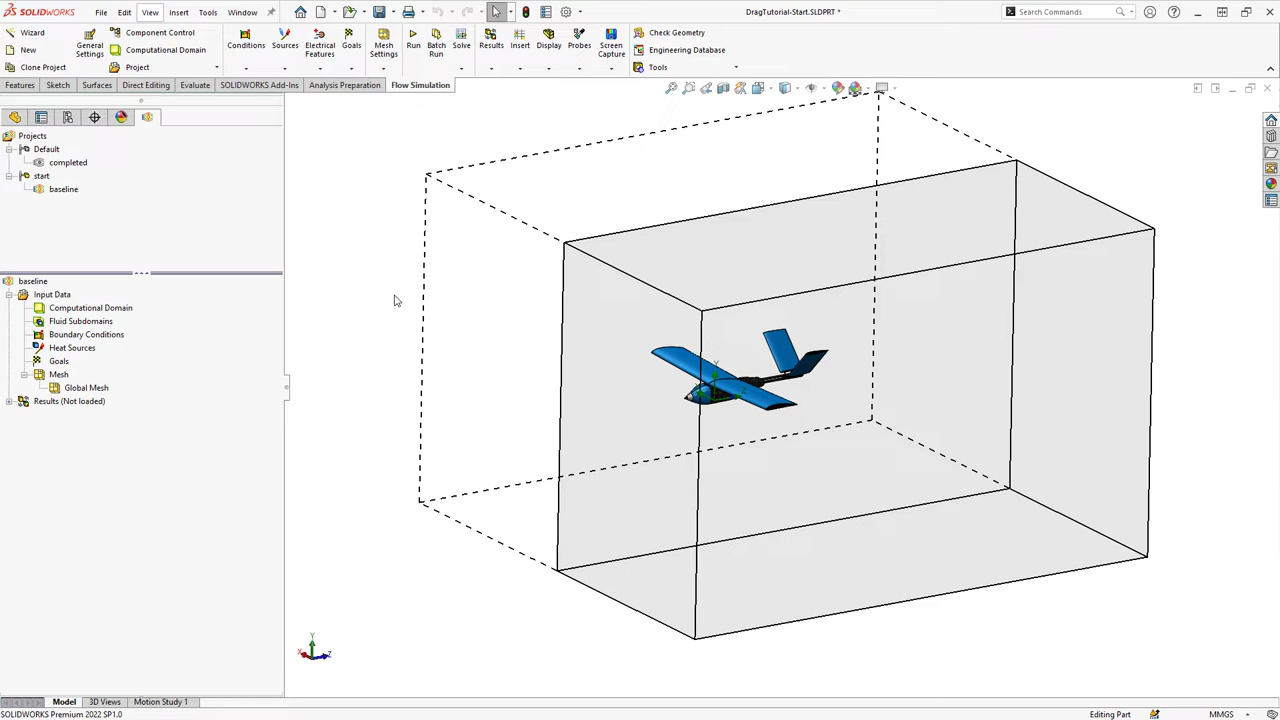 SOLIDWORKS File Edit View Insert Tools Window DragTutorial-Start.SLDPRT * Search Commands
Wizard
New
Clone Project
General Settings
Component Control
Computational Domain
Project
Conditions
Sources
Electrical Features
Goals
Mesh Settings
Run
Batch Run
Solve
Results
Insert
Display
Probes
Screen Capture
Check Geometry
Engineering Database
Tools
Features Sketch Surfaces Direct Editing Evaluate SOLIDWORKS Add-Ins Analysis Preparation Flow Simulation
Projects
Default
completed
start
baseline
baseline
Input Data
Computational Domain
Fluid Subdomains
Boundary Conditions
Heat Sources
Goals
Mesh
Global Mesh
Results (Not loaded)
Y
Y
X Z
Model 3D Views Motion Study 1
SOLIDWORKS Premium 2022 SP1.0 Editing Part MMGS